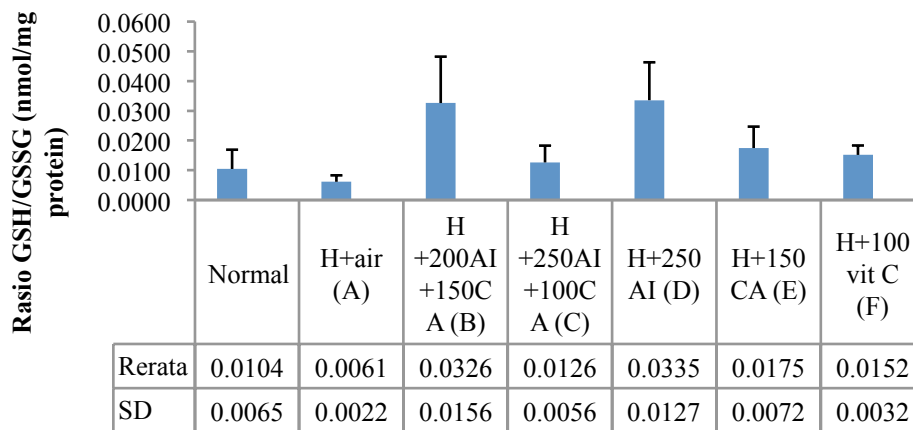 Rasio GSH/GSSG (nmol/mg
protein)
0.0600
0.0500
0.0400
0.0300
0.0200
0.0100
0.0000
Normal
H+air
(A)
H
+200AI
+150C
A (B)
H
+250AI
+100C
A (C)
H+250
AI (D)
H+150
CA (E)
H+100
vit C
(F)
Rerata 0.0104 0.0061 0.0326 0.0126 0.0335 0.0175 0.0152
SD 0.0065 0.0022 0.0156 0.0056 0.0127 0.0072 0.0032